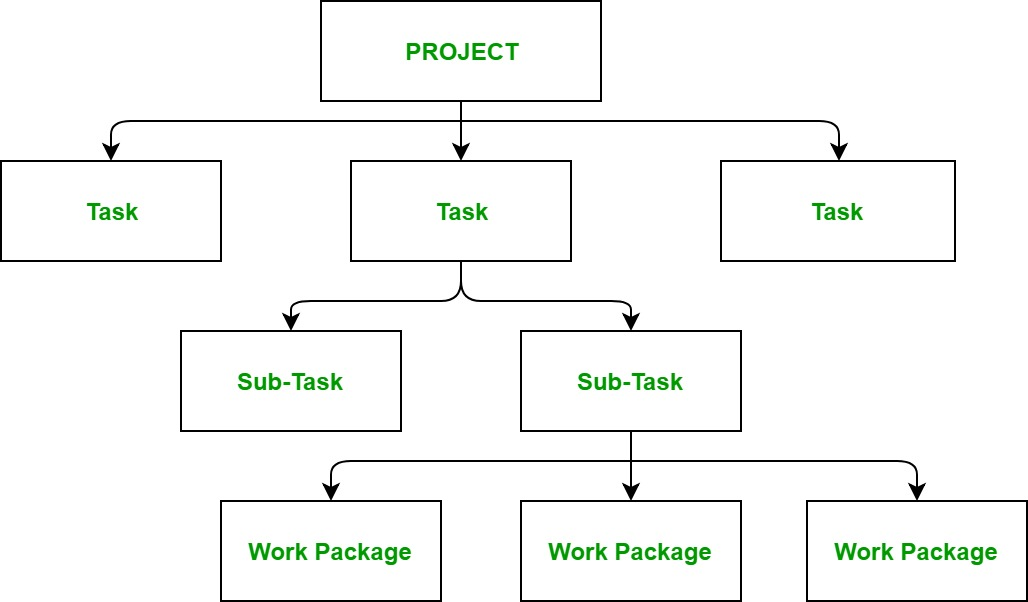 PROJECT
Task
Task
Task
Sub-Task
Sub-Task
Work Package
Work Package
Work Package